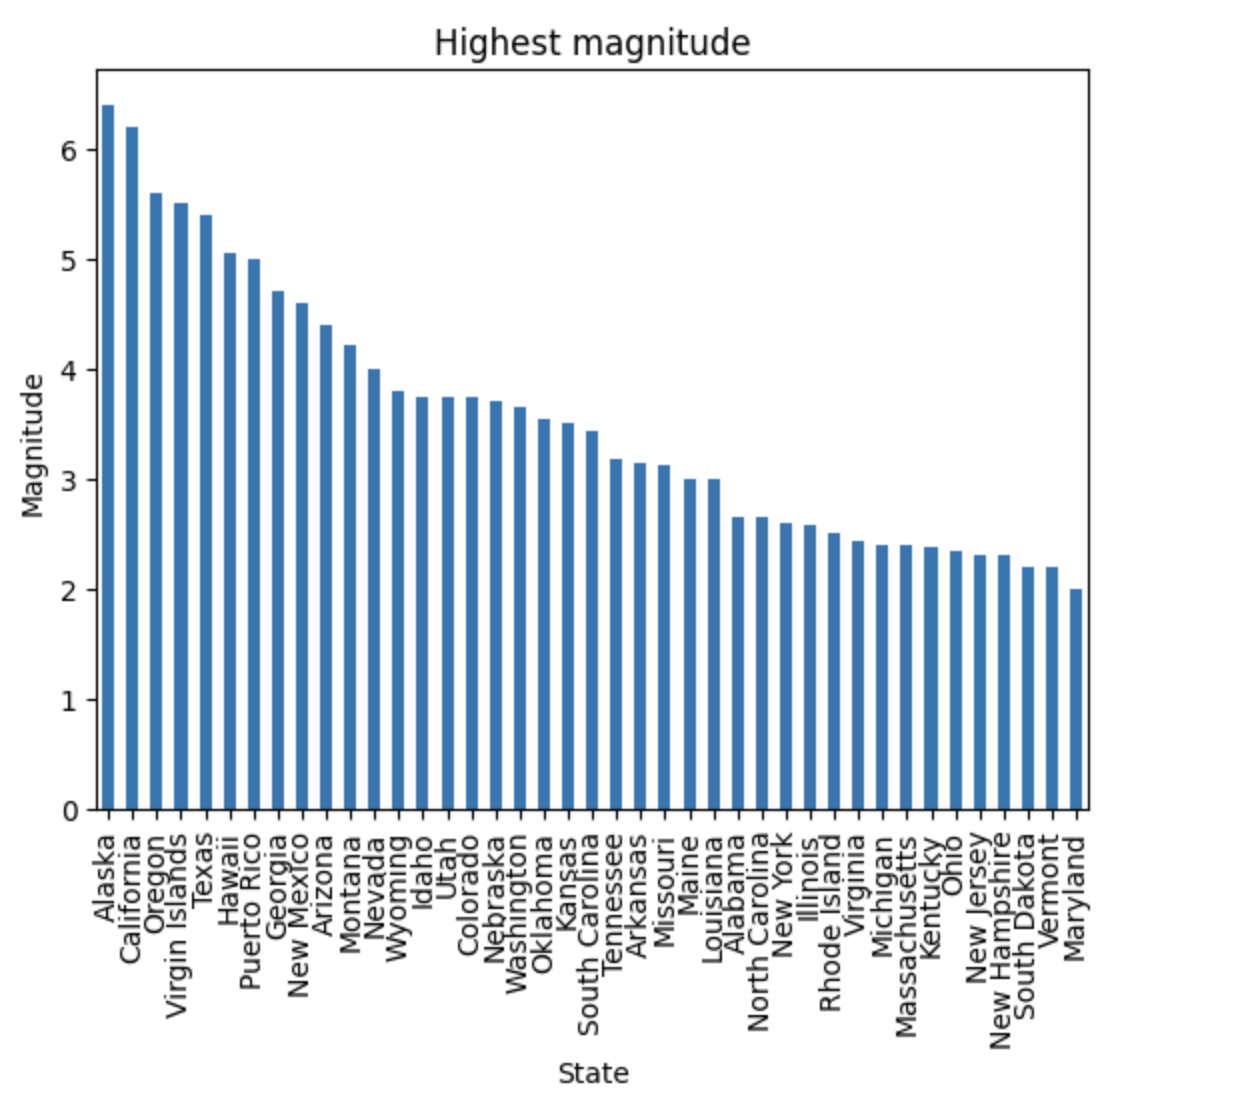 Highest magnitude
Magnitude
6
5
4
3
2
1
0
Alaska
California
Oregon
Virgin Islands
Texas
Hawaii
Puerto Rico
Georgia
New Mexico
Arizona
Montana
Nevada
Wyoming
Idaho
Utah
Colorado
Nebraska
Washington
Oklahoma
Kansas
South Carolina
Tennessee
Arkansas
Missouri
Maine
Louisiana
Alabama
North Carolina
New York
Illinois
Rhode Island
Virginia
Michigan
Massachusetts
Kentucky
Ohio
New Jersey
New Hampshire
South Dakota
Vermont
Maryland
State